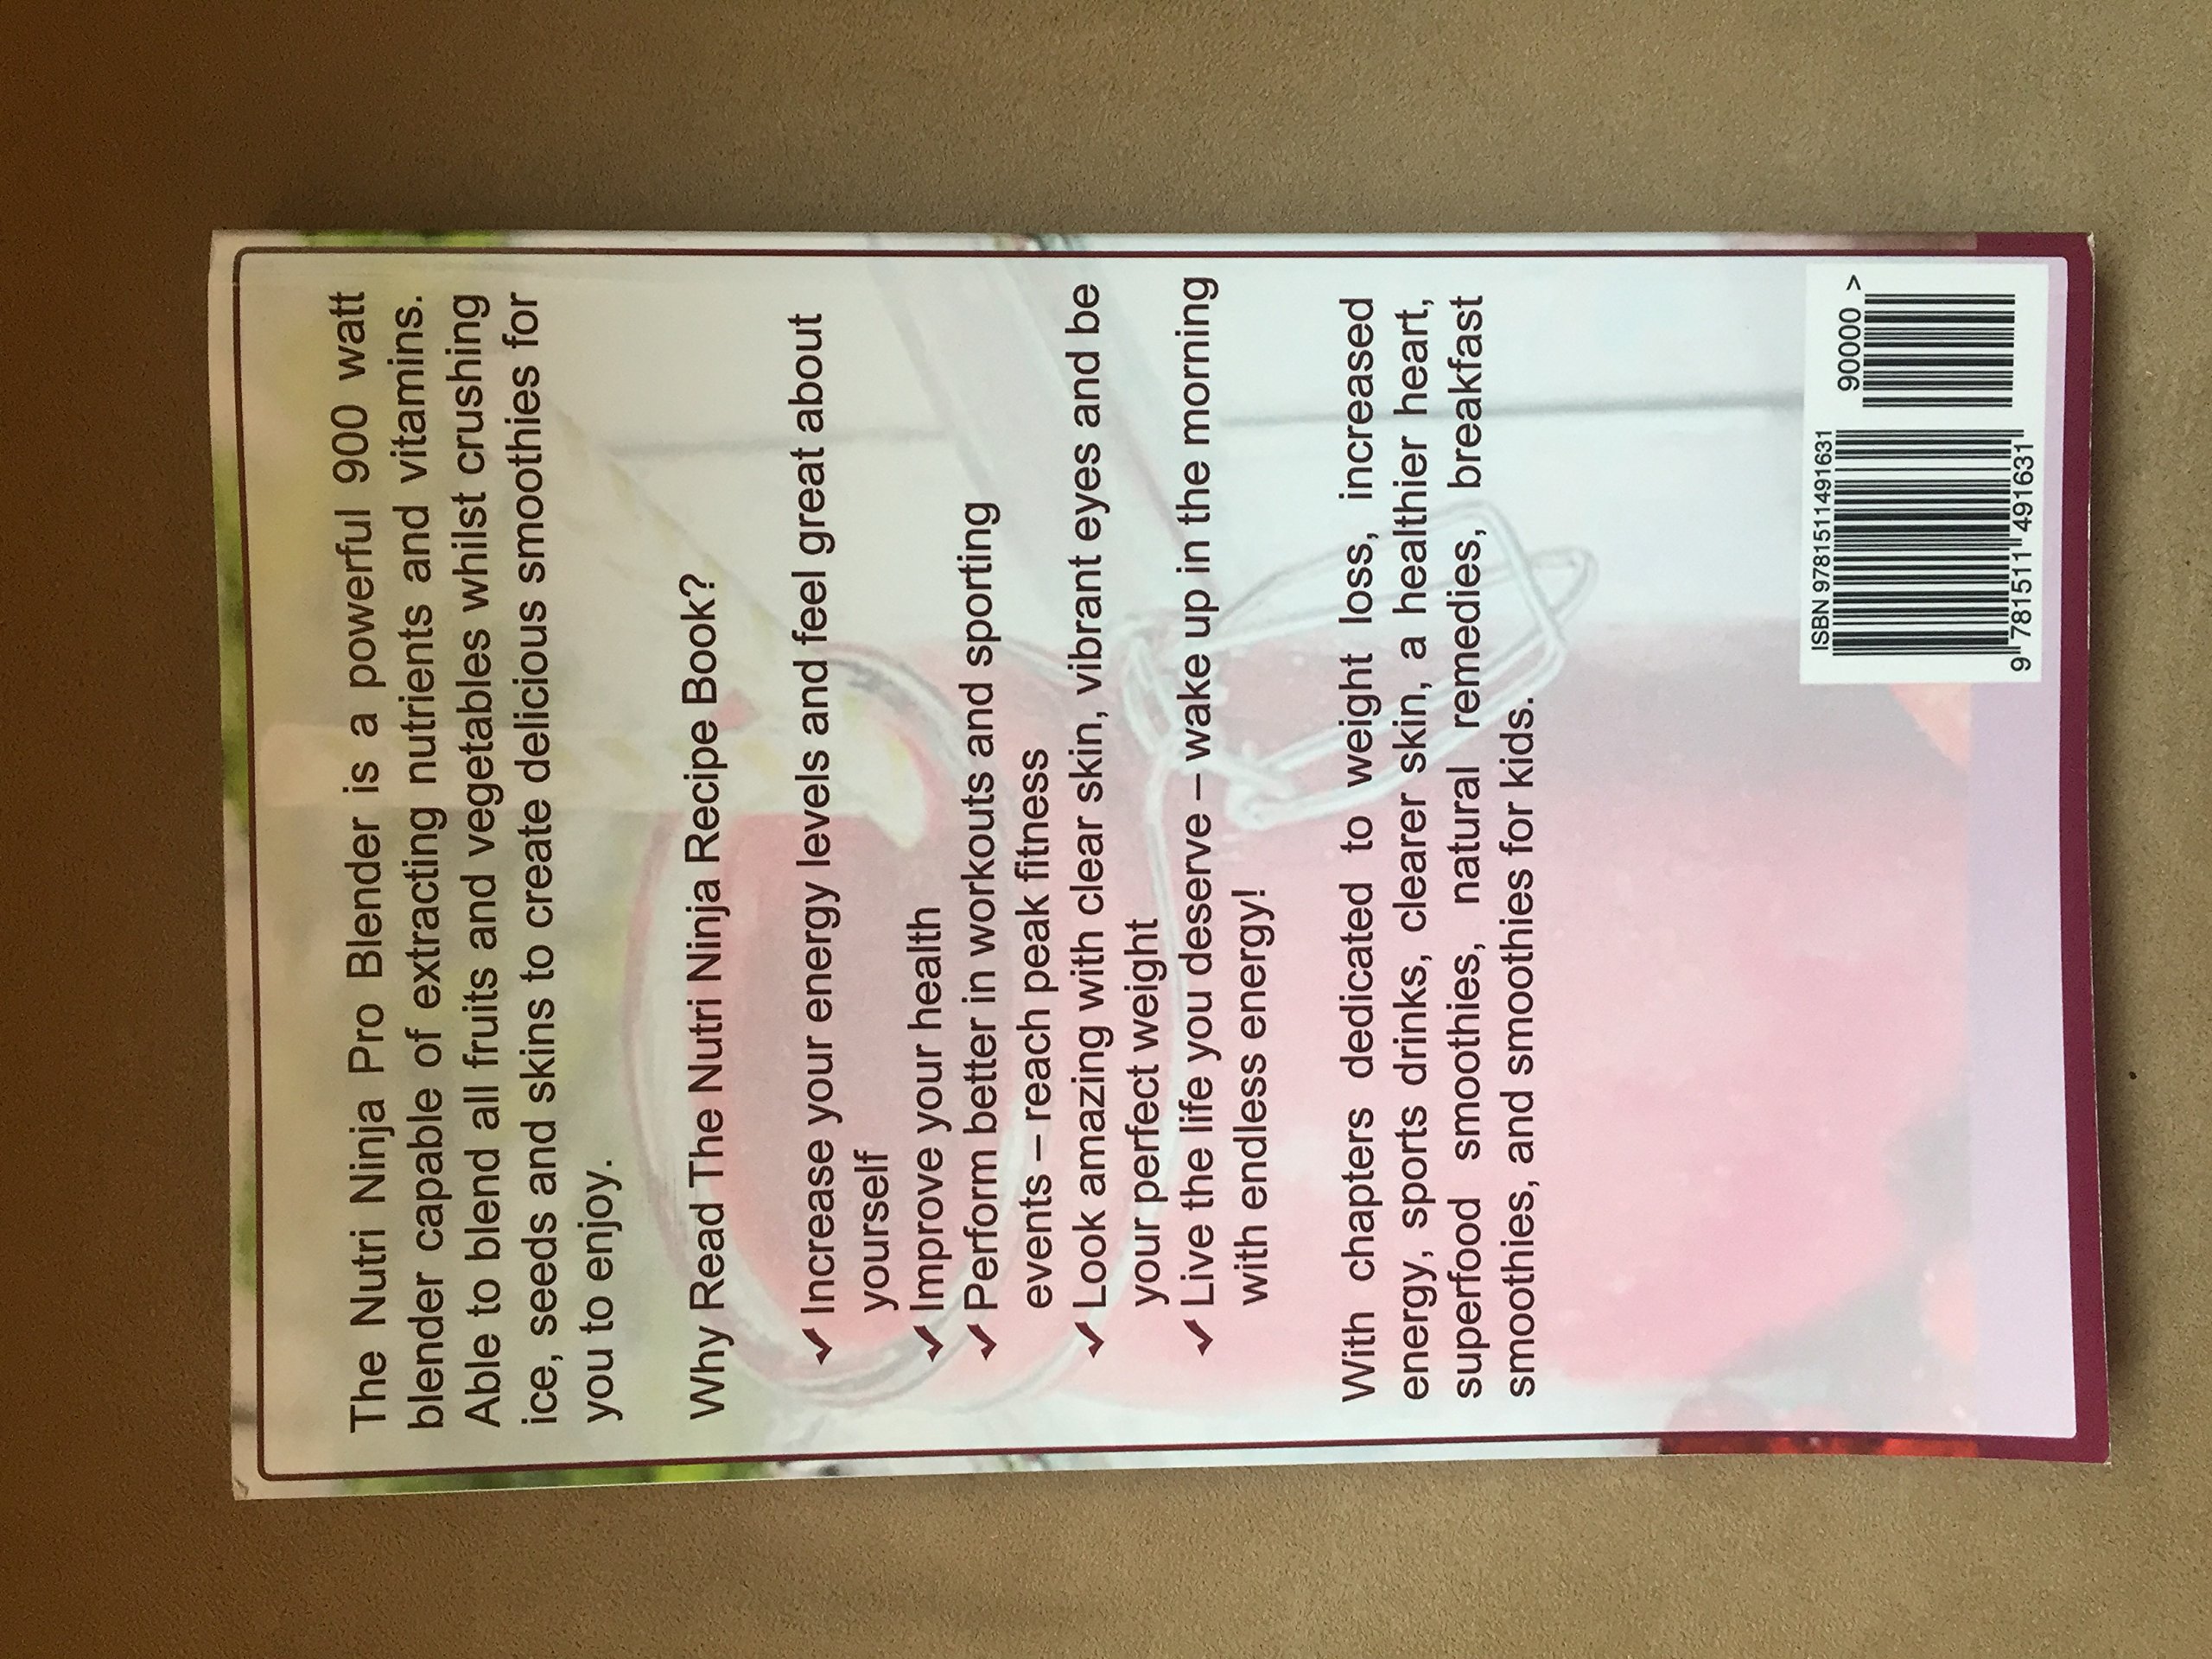 The Nutri Ninja Pro Blender is a powerful 900 watt
blender capable of extracting nutrients and vitamins.
Able to blend all fruits and vegetables whilst crushing
ice, seeds and skins to create delicious smoothies for
you to enjoy.
Why Read The Nutri Ninja Recipe Book?
✓ Increase your energy levels and feel great about
yourself
✓ Improve your health
✓ Perform better in workouts and sporting
events – reach peak fitness
✓ Look amazing with clear skin, vibrant eyes and be
your perfect weight
✓ Live the life you deserve – wake up in the morning
with endless energy!
With chapters dedicated to weight loss, increased
energy, sports drinks, clearer skin, a healthier heart,
superfood smoothies, natural remedies, breakfast
smoothies, and smoothies for kids.
ISBN 9781511491631
90000 >
9 781511 491631